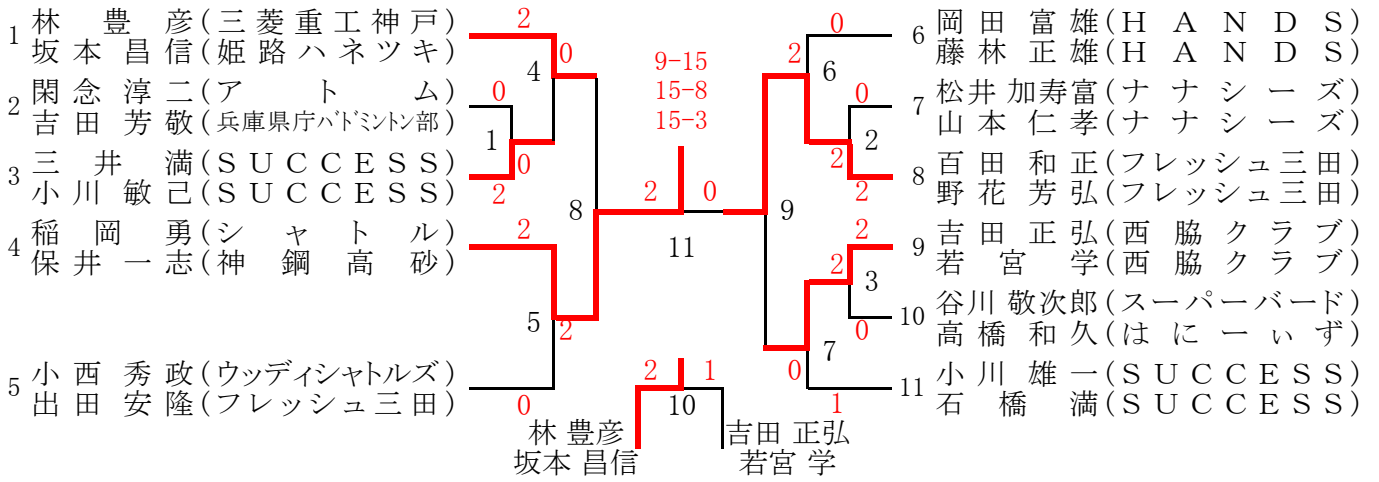 1 林 豊 彦 (三菱重工神戸)
坂本昌信 (姫路ハネツキ)
2 閑念淳二 (アトム)
吉田芳敬 (兵庫県庁バドミントン部)
3 三井満 (SUCCESS)
小川敏己 (SUCCESS)
4 稲岡勇 (シャトル)
保井一志 (神鋼高砂)
5 小西秀政 (ウッディシャトルズ)
出田安隆 (フレッシュ三田)
2
0
4
0
1
0
2
2
5
2
0
8
2
9-15
15-8
15-3
0
11
2
1
10
林 豊彦
坂本 昌信
吉田 正弘
若宮 学
0
2
6
0
2
2
2
9
2
2
3
0
7
0
1
6 岡田富雄 (HANDS)
藤林正雄 (HANDS)
7 松井加寿富 (ナナシーズ)
山本仁孝 (ナナシーズ)
8 百田和正 (フレッシュ三田)
野花芳弘 (フレッシュ三田)
9 吉田正弘 (西脇クラブ)
若宮学 (西脇クラブ)
10 谷川敬次郎 (スーパーバード)
高橋和久 (はにーぃず)
11 小川雄一 (SUCCESS)
石橋満 (SUCCESS)